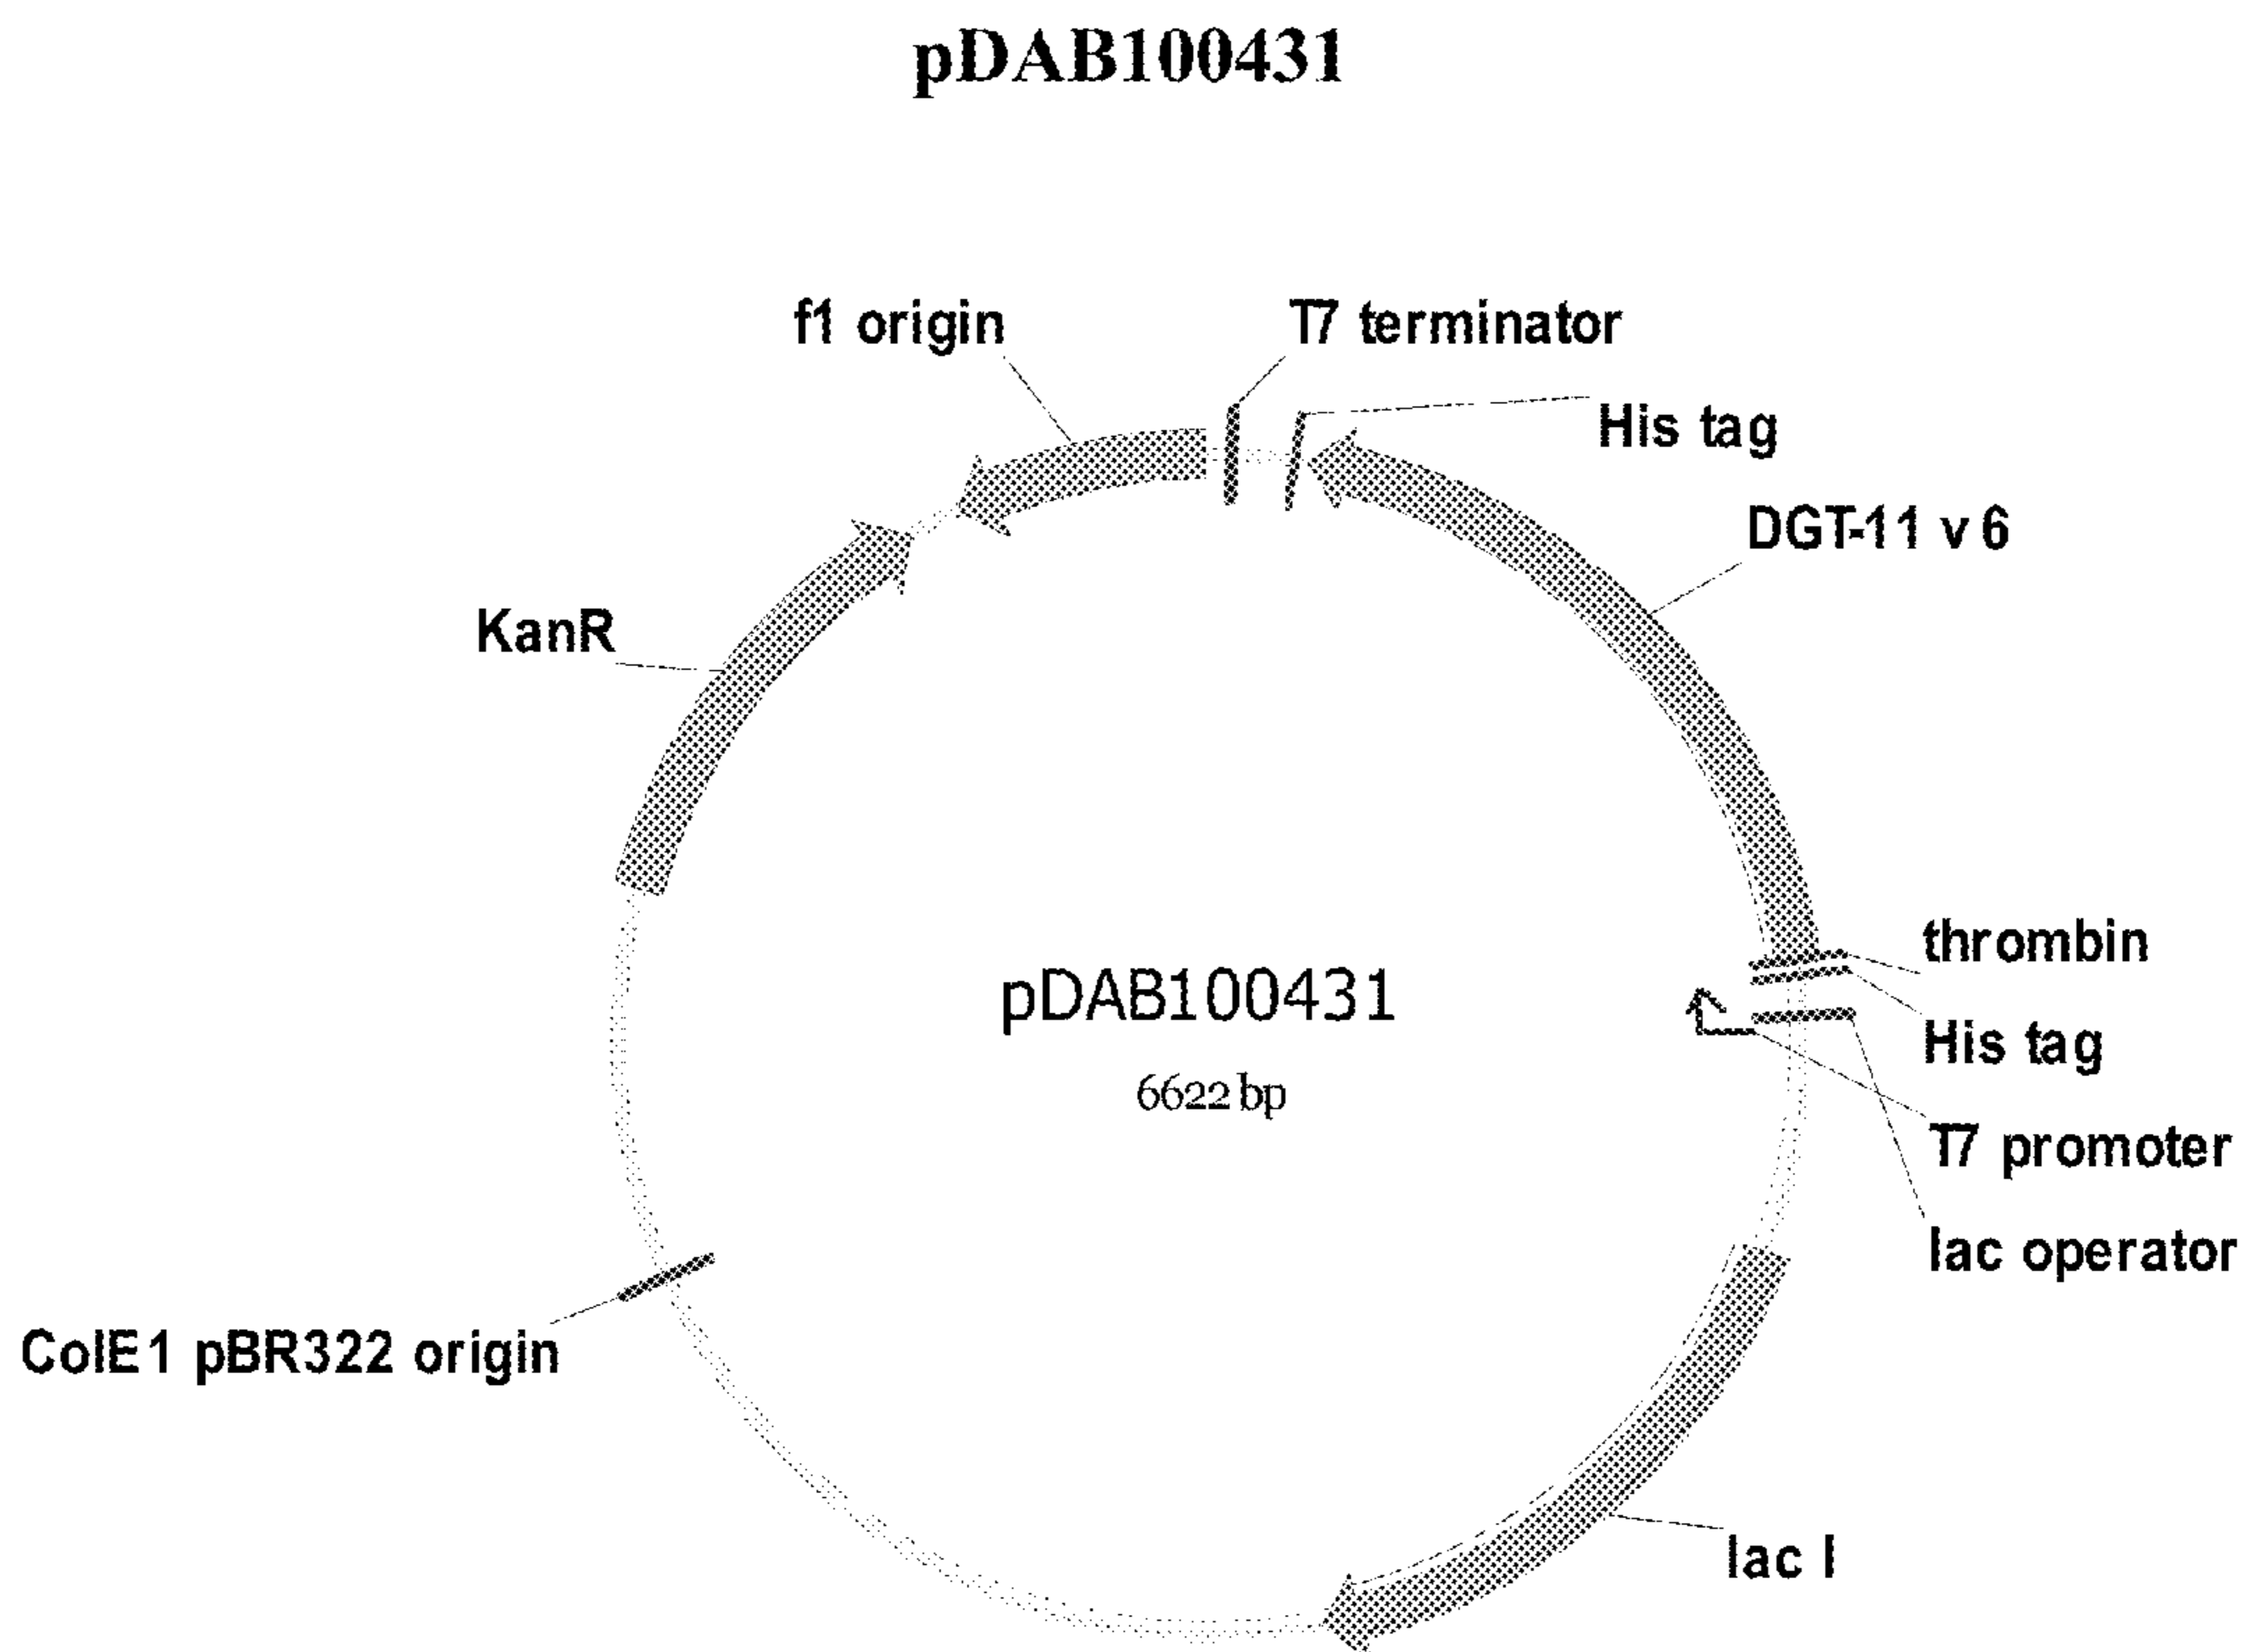 pDAB100431
f1 origin
T7 terminator
His tag
DGT-11 v 6
KanR
thrombin
pDAB100431
His tag
6622 bp
T7 promoter
lac operator
ColE1 pBR322 origin
lac I